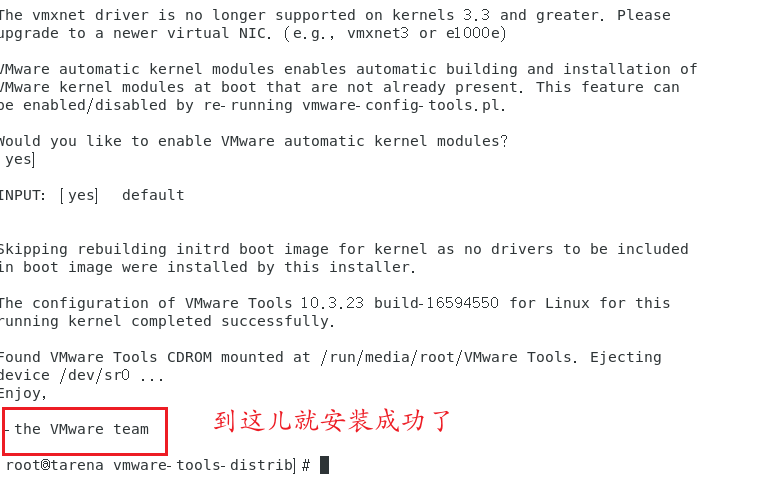 The vmxnet driver is no longer supported on kernels 3.3 and greater. Please
upgrade to a newer virtual NIC. (e.g., vmxnet3 or e1000e)
VMware automatic kernel modules enables automatic building and installation of
VMware kernel modules at boot that are not already present. This feature can
be enabled/disabled by re-running vmware-config-tools.pl.
Would you like to enable VMware automatic kernel modules?
yes]
INPUT: [yes]  default
Skipping rebuilding initrd boot image for kernel as no drivers to be included
in boot image were installed by this installer.
The configuration of VMware Tools 10.3.23 build-16594550 for Linux for this
running kernel completed successfully.
Found VMware Tools CDROM mounted at /run/media/root/VMware Tools. Ejecting
device /dev/sr0 ...
Enjoy,
-the VMware team
到这儿就安装成功了
root@tarena vmware-tools-distrib]#